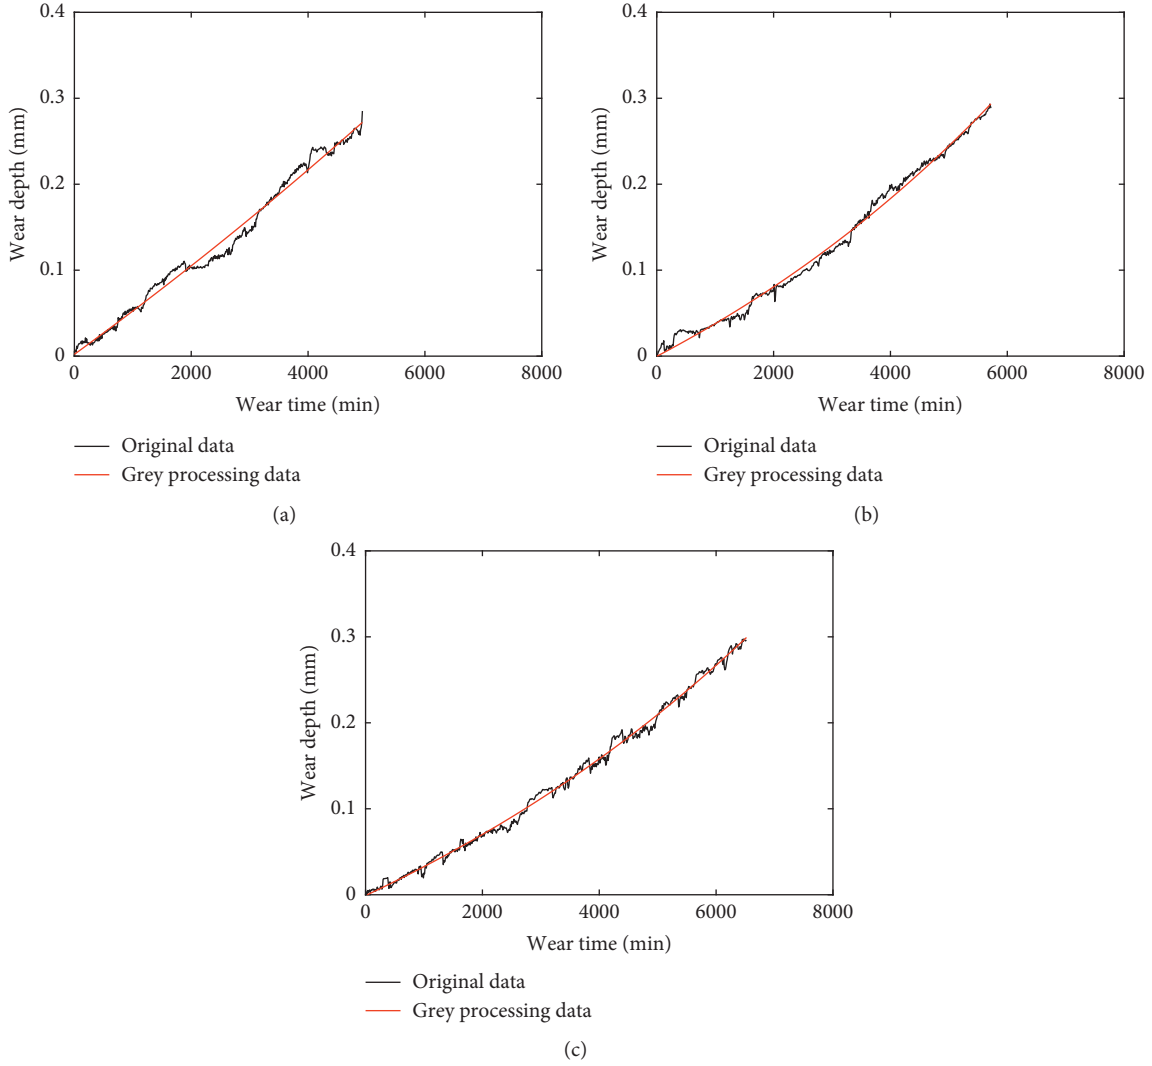 0.4
0.3
0.2
0.1
0
Wear depth (mm)
0 2000 4000 6000 8000
Wear time (min)
Original data
Grey processing data
(a)
0.4
0.3
0.2
0.1
0
Wear depth (mm)
0 2000 4000 6000 8000
Wear time (min)
Original data
Grey processing data
(b)
0.4
0.3
0.2
0.1
0
Wear depth (mm)
0 2000 4000 6000 8000
Wear time (min)
Original data
Grey processing data
(c)